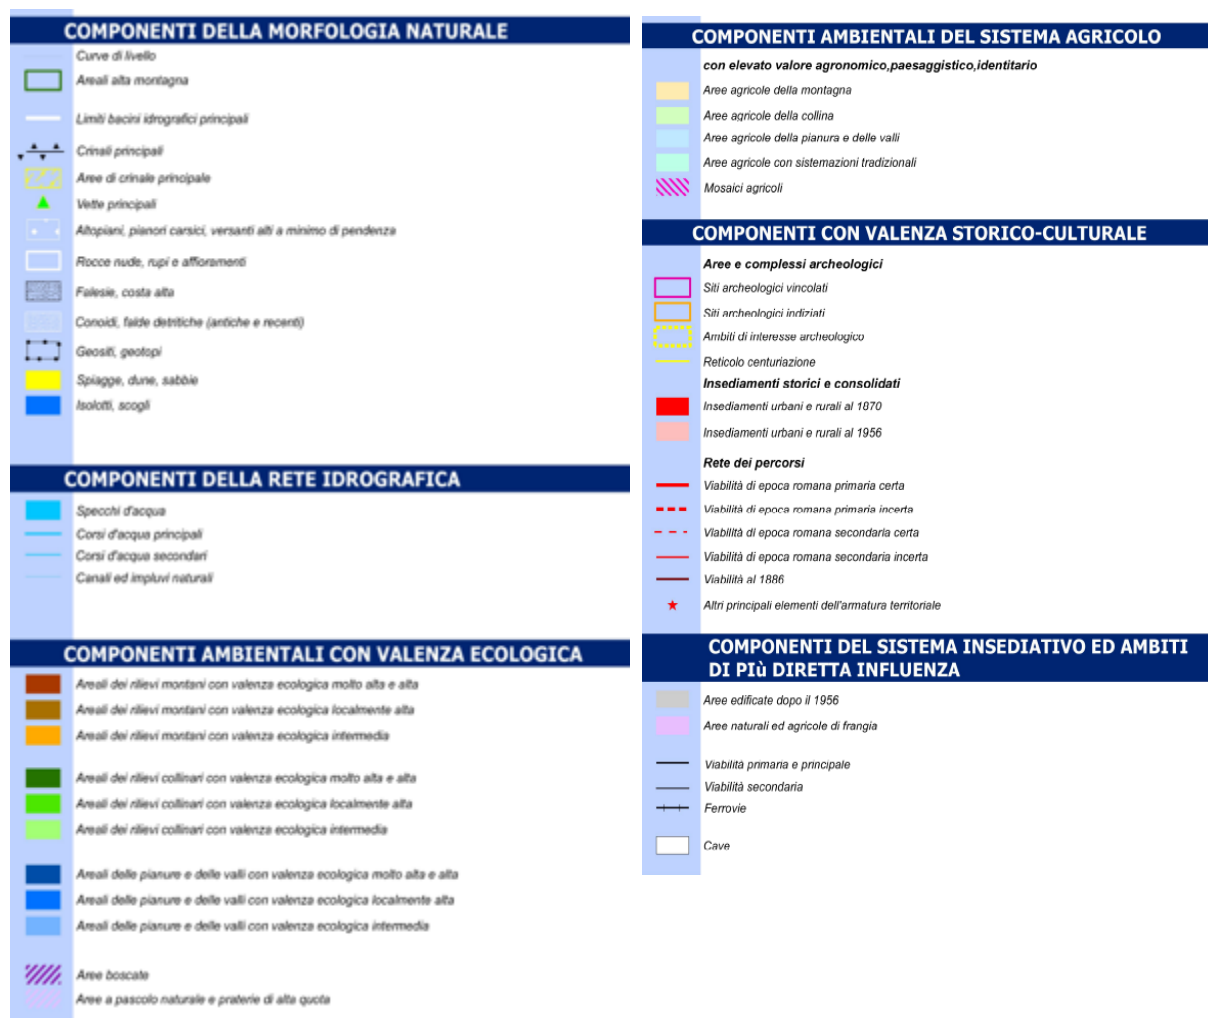 COMPONENTI DELLA MORFOLOGIA NATURALE
Curve di livello
Areali alta montagna
Limiti bacini idrografici principali
Crinali principali
Aree di crinale principale
Vette principali
Altopiani, pianori carsici, versanti alti a minimo di pendenza
Rocce nude, rupi e affioramenti
Falesie, costa alta
Conoidi, falde detritiche (antiche e recenti)
Geositi, geotopi
Spiagge, dune, sabbie
Isolotti, scogli
COMPONENTI DELLA RETE IDROGRAFICA
Specchi d'acqua
Corsi d'acqua principali
Corsi d'acqua secondari
Canali ed impluvi naturali
COMPONENTI AMBIENTALI CON VALENZA ECOLOGICA
Areali dei rilievi montani con valenza ecologica molto alta e alta
Areali dei rilievi montani con valenza ecologica localmente alta
Areali dei rilievi montani con valenza ecologica intermedia
Areali dei rilievi collinari con valenza ecologica molto alta e alta
Areali dei rilievi collinari con valenza ecologica localmente alta
Areali dei rilievi collinari con valenza ecologica intermedia
Areali delle pianure e delle valli con valenza ecologica molto alta e alta
Areali delle pianure e delle valli con valenza ecologica localmente alta
Areali delle pianure e delle valli con valenza ecologica intermedia
Aree boscate
Aree a pascolo naturale e praterie di alta quota
COMPONENTI AMBIENTALI DEL SISTEMA AGRICOLO
con elevato valore agronomico,paesaggistico,identitario
Aree agricole della montagna
Aree agricole della collina
Aree agricole della pianura e delle valli
Aree agricole con sistemazioni tradizionali
Mosaici agricoli
COMPONENTI CON VALENZA STORICO-CULTURALE
Aree e complessi archeologici
Siti archeologici vincolati
Siti archeologici indiziati
Ambiti di interesse archeologico
Reticolo centuriazione
Insediamenti storici e consolidati
Insediamenti urbani e rurali al 1870
Insediamenti urbani e rurali al 1956
Rete dei percorsi
Viabilità di epoca romana primaria certa
Viabilità di epoca romana primaria incerta
Viabilità di epoca romana secondaria certa
Viabilità di epoca romana secondaria incerta
Viabilità al 1886
Altri principali elementi dell'armatura territoriale
COMPONENTI DEL SISTEMA INSEDIATIVO ED AMBITI
DI PIù DIRETTA INFLUENZA
Aree edificate dopo il 1956
Aree naturali ed agricole di frangia
Viabilità primaria e principale
Viabilità secondaria
Ferrovie
Cave